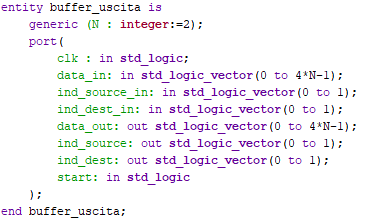 entity buffer_uscita is
generic (N : integer:=2);
port(
clk : in std_logic;
data_in: in std_logic_vector(0 to 4*N-1);
ind_source_in: in std_logic_vector(0 to 1);
ind_dest_in: in std_logic_vector(0 to 1);
data_out: out std_logic_vector(0 to 4*N-1);
ind_source: out std_logic_vector(0 to 1);
ind_dest: out std_logic_vector(0 to 1);
start: in std_logic
);
end buffer_uscita;